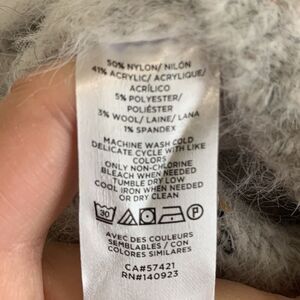 50% NYLON/ NILÓN
41% ACRYLIC/ ACRYLIQUE/
ACRÍLICO
5% POLYESTER/
POLIÉSTER
3% WOOL/ LAINE/ LANA
1% SPANDEX
MACHINE WASH COLD
DELICATE CYCLE WITH LIKE
COLORS
ONLY NON-CHLORINE
BLEACH WHEN NEEDED
TUMBLE DRY LOW
COOL IRON WHEN NEEDED
OR DRY CLEAN
30 P
AVEC DES COULEURS
SEMBLABLES / CON
COLORES SIMILARES
CA#57421
RN#140923